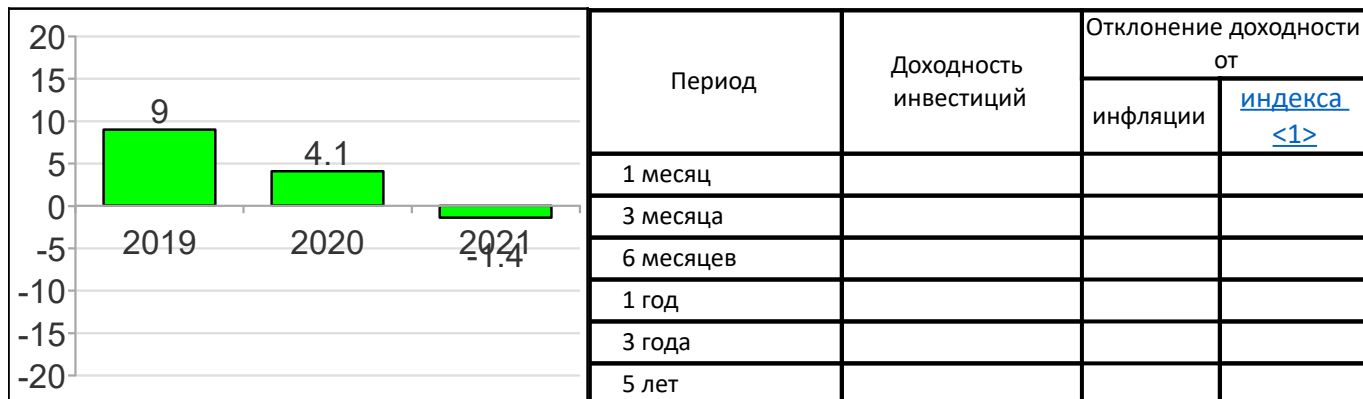 20
15
10
5
0
-5
-10
-15
-20
9
4.1
-1.4
2019
2020
2021
Период
Доходность
инвестиций
Отклонение доходности
от
инфляции
индекса
<1>
1 месяц
3 месяца
6 месяцев
1 год
3 года
5 лет